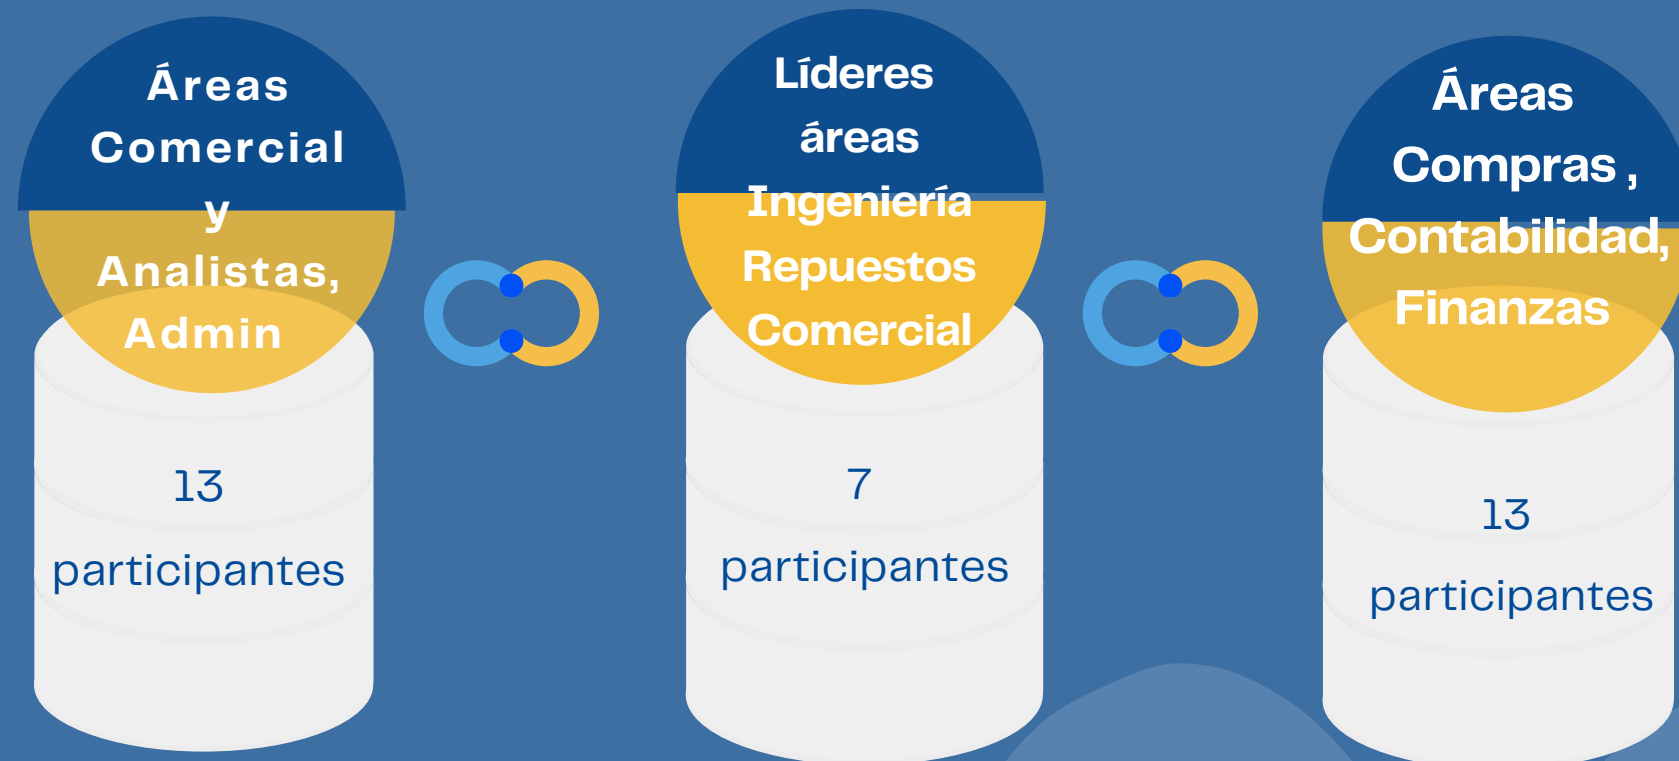 Áreas
Comercial
y
Analistas,
Admin
13
participantes
Líderes
áreas
Ingeniería
Repuestos
Comercial
7
participantes
Áreas
Compras ,
Contabilidad,
Finanzas
13
participantes